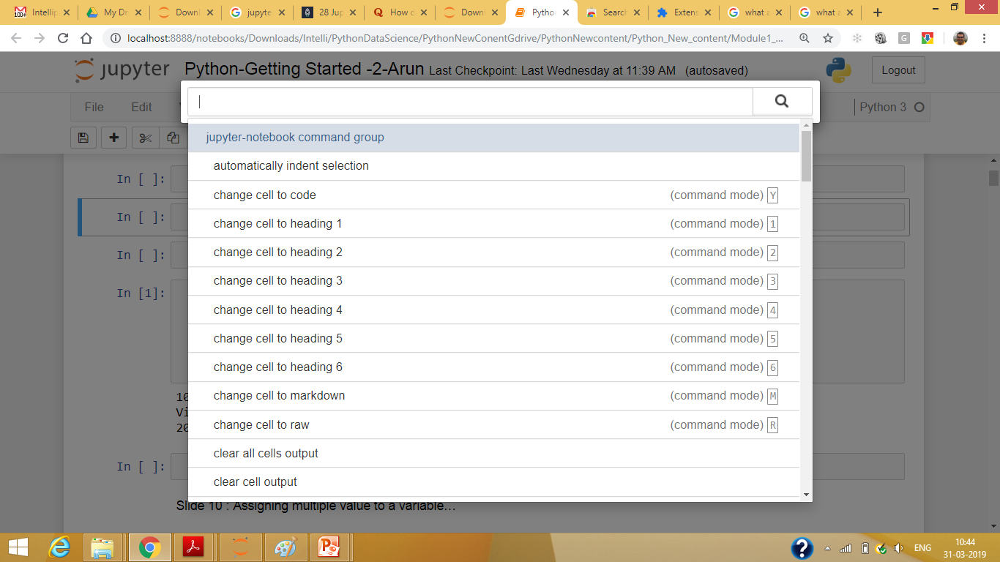 Intellip
My Dr
Downl
jupyte
28 Jup
How c
Downl
Pytho
Search
Extens
what a
what a
localhost:8888/notebooks/Downloads/Intelli/PythonDataScience/PythonNewConentGdrive/PythonNewcontent/Python_New_content/Module1_...
jupyter Python-Getting Started -2-Arun Last Checkpoint: Last Wednesday at 11:39 AM (autosaved)
Logout
File Edit
Python 3
jupyter-notebook command group
automatically indent selection
change cell to code (command mode) Y
change cell to heading 1 (command mode) 1
change cell to heading 2 (command mode) 2
change cell to heading 3 (command mode) 3
change cell to heading 4 (command mode) 4
change cell to heading 5 (command mode) 5
change cell to heading 6 (command mode) 6
change cell to markdown (command mode) M
change cell to raw (command mode) R
clear all cells output
clear cell output
In [ ]:
In [ ]:
In [ ]:
In [1]:
10
Vi
20
In [ ]:
Slide 10 : Assigning multiple value to a variable…
ENG
10:44
31-03-2019